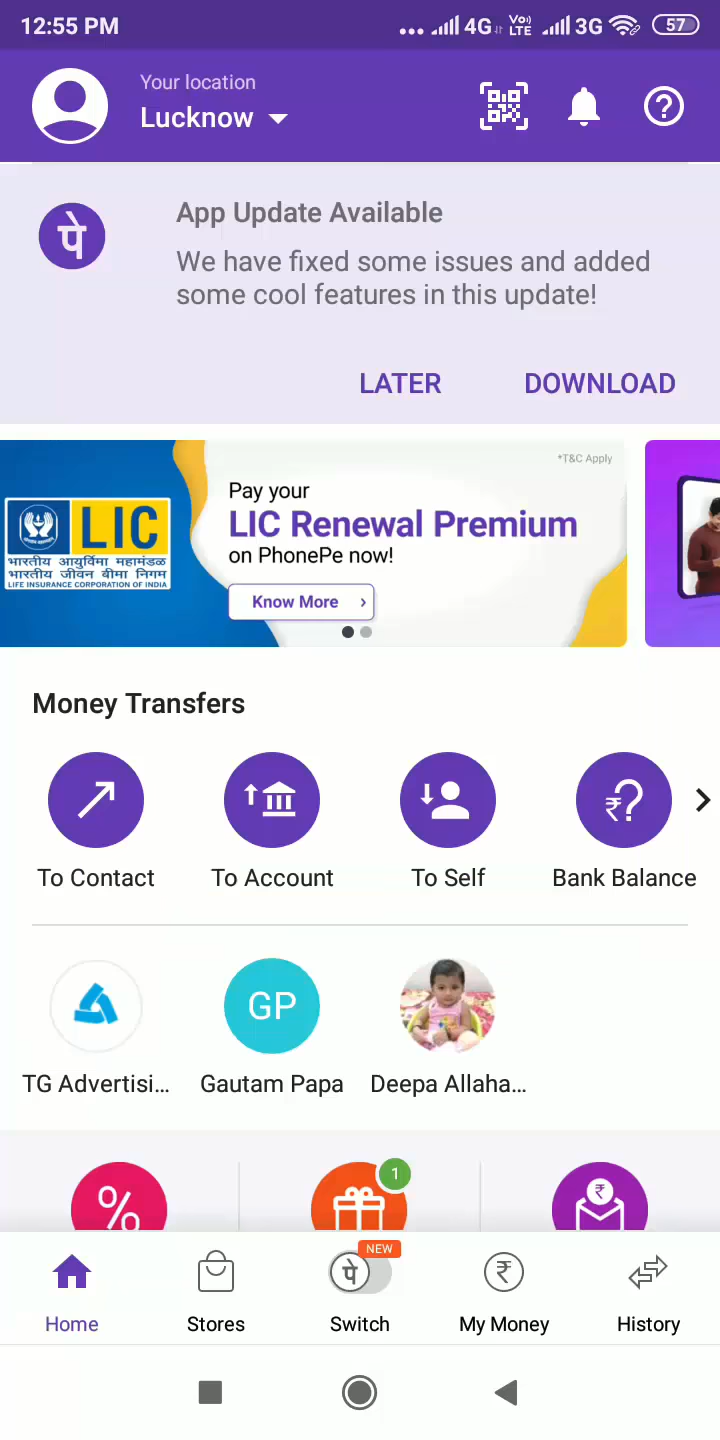 12:55 PM
4G
Vo))
LTE
3G
57
Your location
Lucknow
पे
App Update Available
We have fixed some issues and added
some cool features in this update!
LATER
DOWNLOAD
*T&C Apply
LIC
भारतीय आयुर्विमा महामंडळ
भारतीय जीवन बीमा निगम
LIFE INSURANCE CORPORATION OF INDIA
Pay your
LIC Renewal Premium
on PhonePe now!
Know More
Money Transfers
To Contact
To Account
To Self
₹?
Bank Balance
GP
TG Advertisi...
Gautam Papa
Deepa Allaha...
%
1
₹
NEW
पे
₹
Home
Stores
Switch
My Money
History